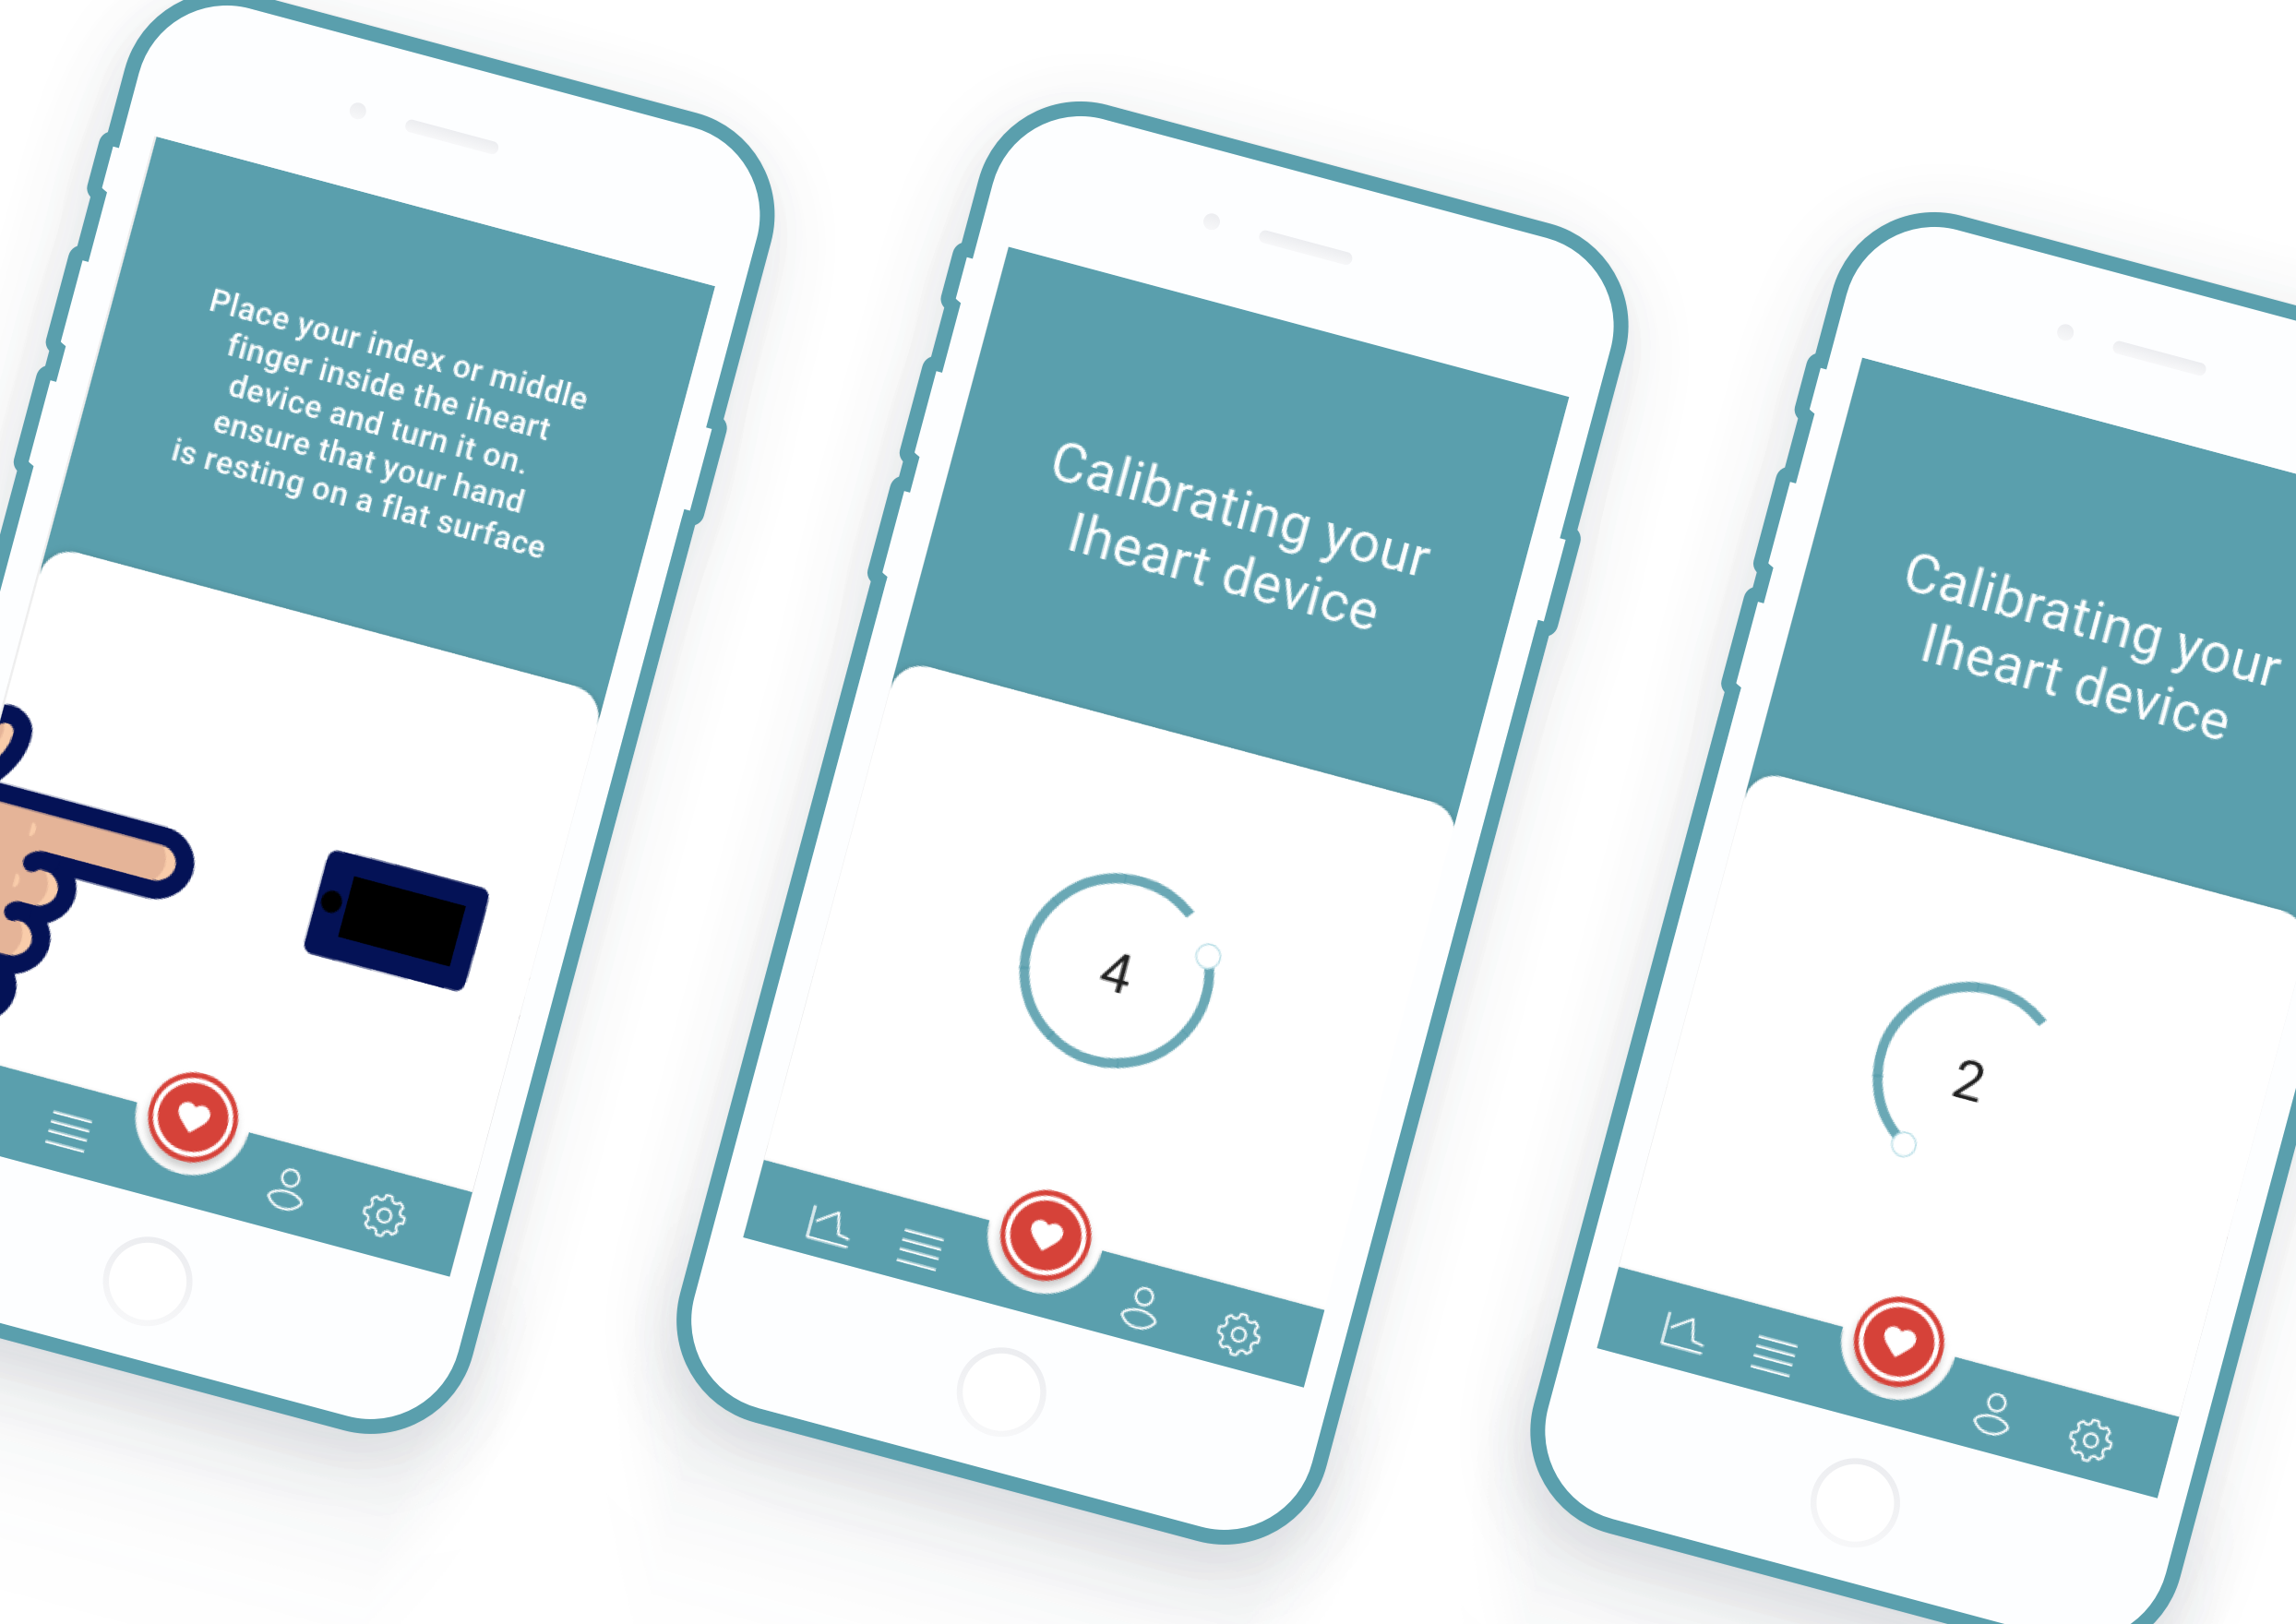 Place your index or middle
finger inside the iheart
device and turn it on.
ensure that your hand
is resting on a flat surface
Calibrating your
Iheart device
4
Calibrating your
Iheart device
2